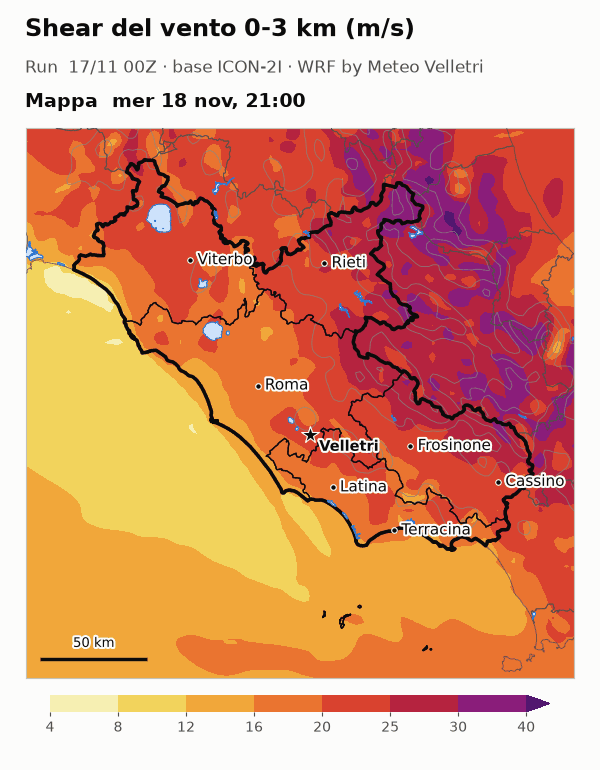 Shear del vento 0-3 km (m/s)
Run  17/11 00Z · base ICON-2I · WRF by Meteo Velletri
Mappa  mer 18 nov, 21:00
Viterbo
Rieti
Roma
Velletri
Frosinone
Latina
Cassino
Terracina
50 km
4 8 12 16 20 25 30 40